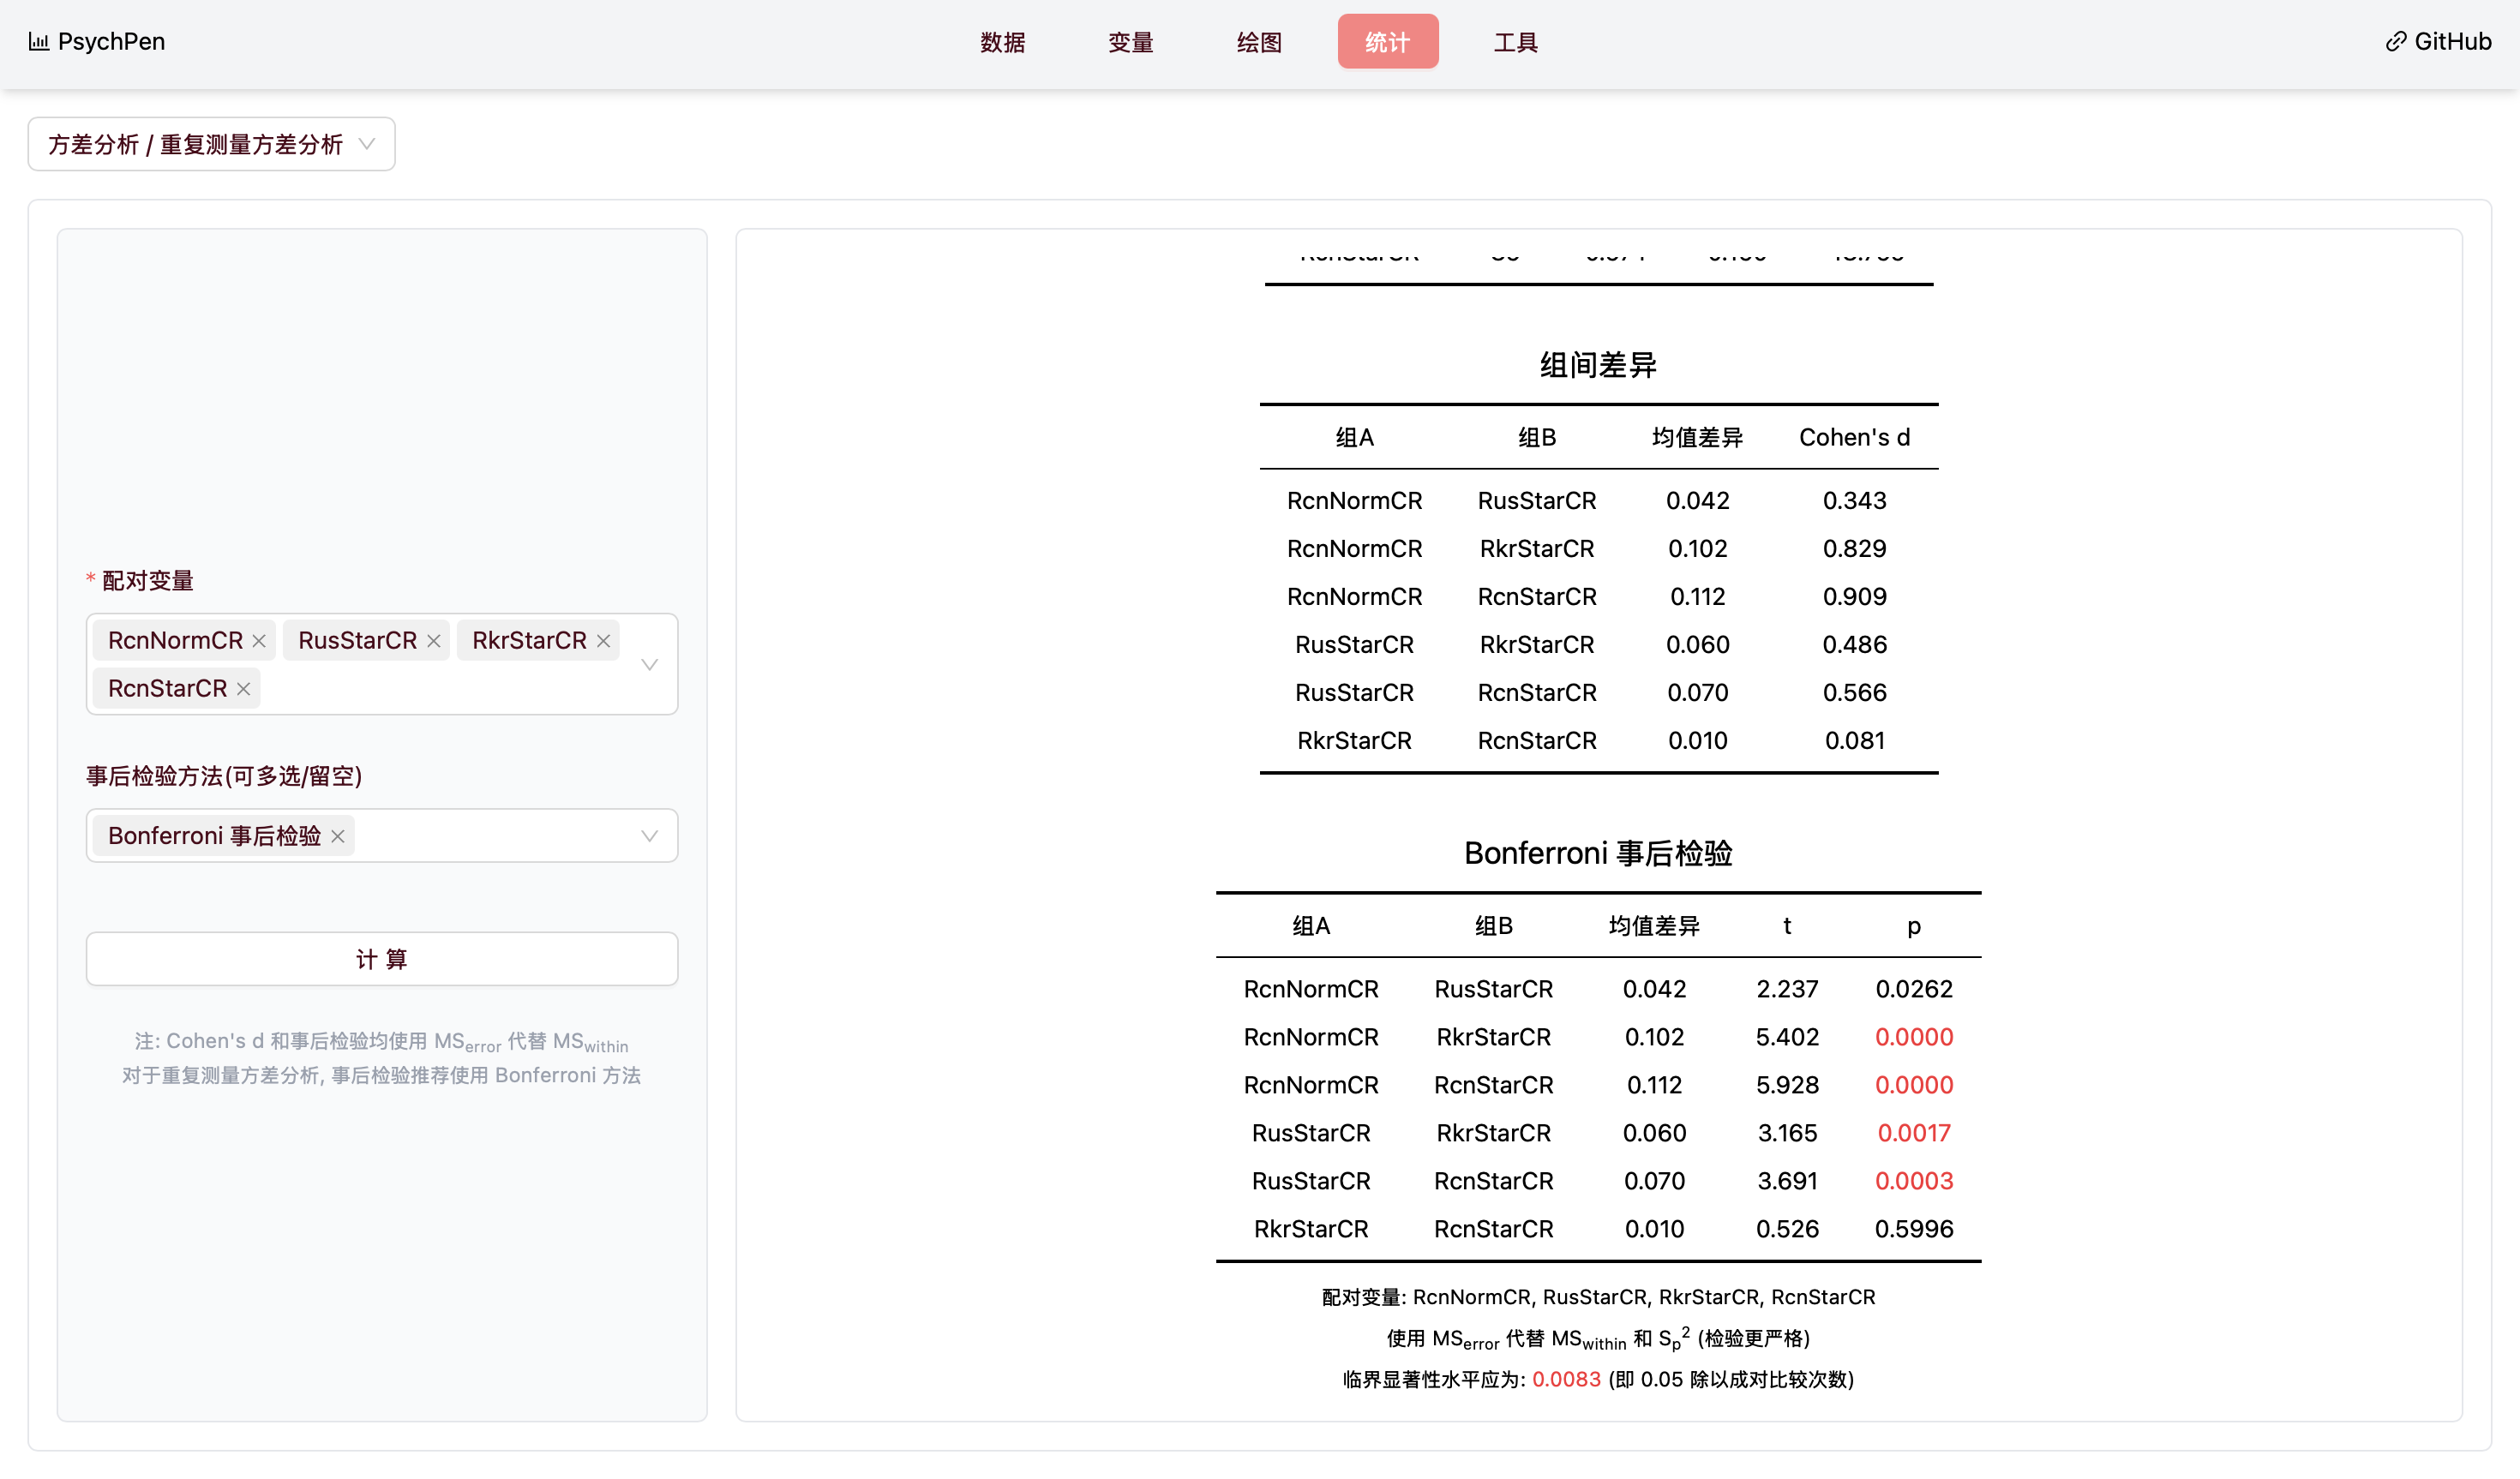 PsychPen
数据 变量 绘图 统计 工具
GitHub
方差分析 / 重复测量方差分析
* 配对变量
RcnNormCR RusStarCR RkrStarCR
RcnStarCR
事后检验方法(可多选/留空)
Bonferroni 事后检验
计 算
注: Cohen's d 和事后检验均使用 MSerror 代替 MSwithin
对于重复测量方差分析, 事后检验推荐使用 Bonferroni 方法
组间差异
组A 组B 均值差异 Cohen's d
RcnNormCR RusStarCR 0.042 0.343
RcnNormCR RkrStarCR 0.102 0.829
RcnNormCR RcnStarCR 0.112 0.909
RusStarCR RkrStarCR 0.060 0.486
RusStarCR RcnStarCR 0.070 0.566
RkrStarCR RcnStarCR 0.010 0.081
Bonferroni 事后检验
组A 组B 均值差异 t p
RcnNormCR RusStarCR 0.042 2.237 0.0262
RcnNormCR RkrStarCR 0.102 5.402 0.0000
RcnNormCR RcnStarCR 0.112 5.928 0.0000
RusStarCR RkrStarCR 0.060 3.165 0.0017
RusStarCR RcnStarCR 0.070 3.691 0.0003
RkrStarCR RcnStarCR 0.010 0.526 0.5996
配对变量: RcnNormCR, RusStarCR, RkrStarCR, RcnStarCR
使用 MSerror 代替 MSwithin 和 Sp2 (检验更严格)
临界显著性水平应为: 0.0083 (即 0.05 除以成对比较次数)